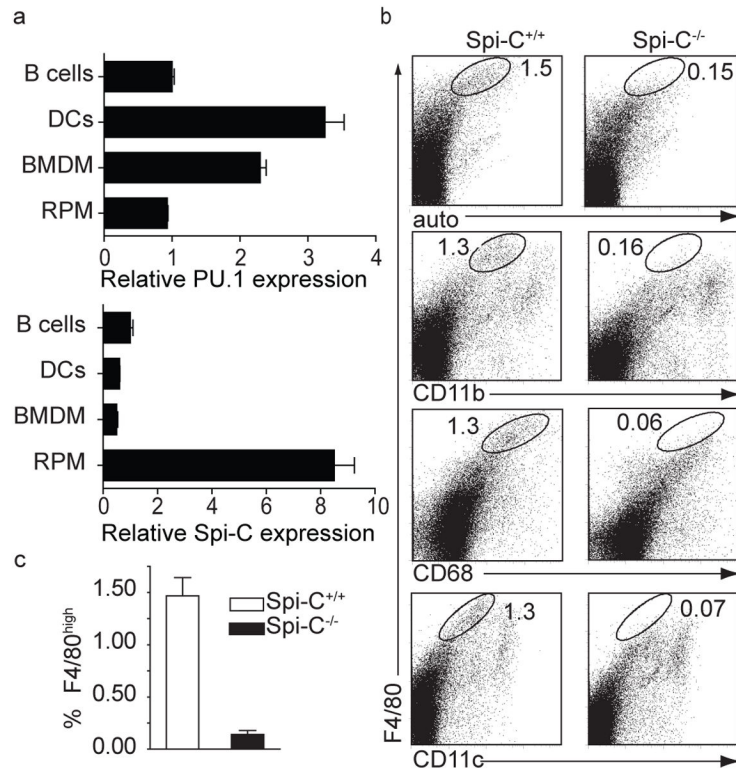 a
B cells
DCs
BMDM
RPM
0 1 2 3 4
Relative PU.1 expression
B cells
DCs
BMDM
RPM
0 2 4 6 8 10
Relative Spi-C expression
b
Spi-C+/+ Spi-C-/-
1.5 0.15
auto
1.3 0.16
CD11b
1.3 0.06
CD68
1.3 0.07
F4/80
CD11c
c
% F4/80high
1.50
1.00
0.50
0.00
Spi-C+/+
Spi-C-/-